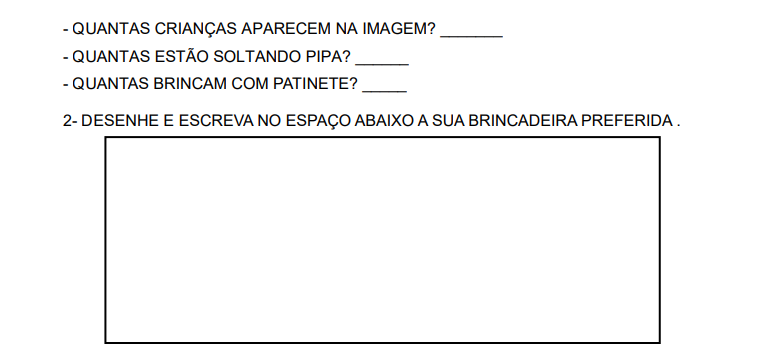 - QUANTAS CRIANÇAS APARECEM NA IMAGEM? _______
- QUANTAS ESTÃO SOLTANDO PIPA? ______
- QUANTAS BRINCAM COM PATINETE? _____
2- DESENHE E ESCREVA NO ESPAÇO ABAIXO A SUA BRINCADEIRA PREFERIDA .